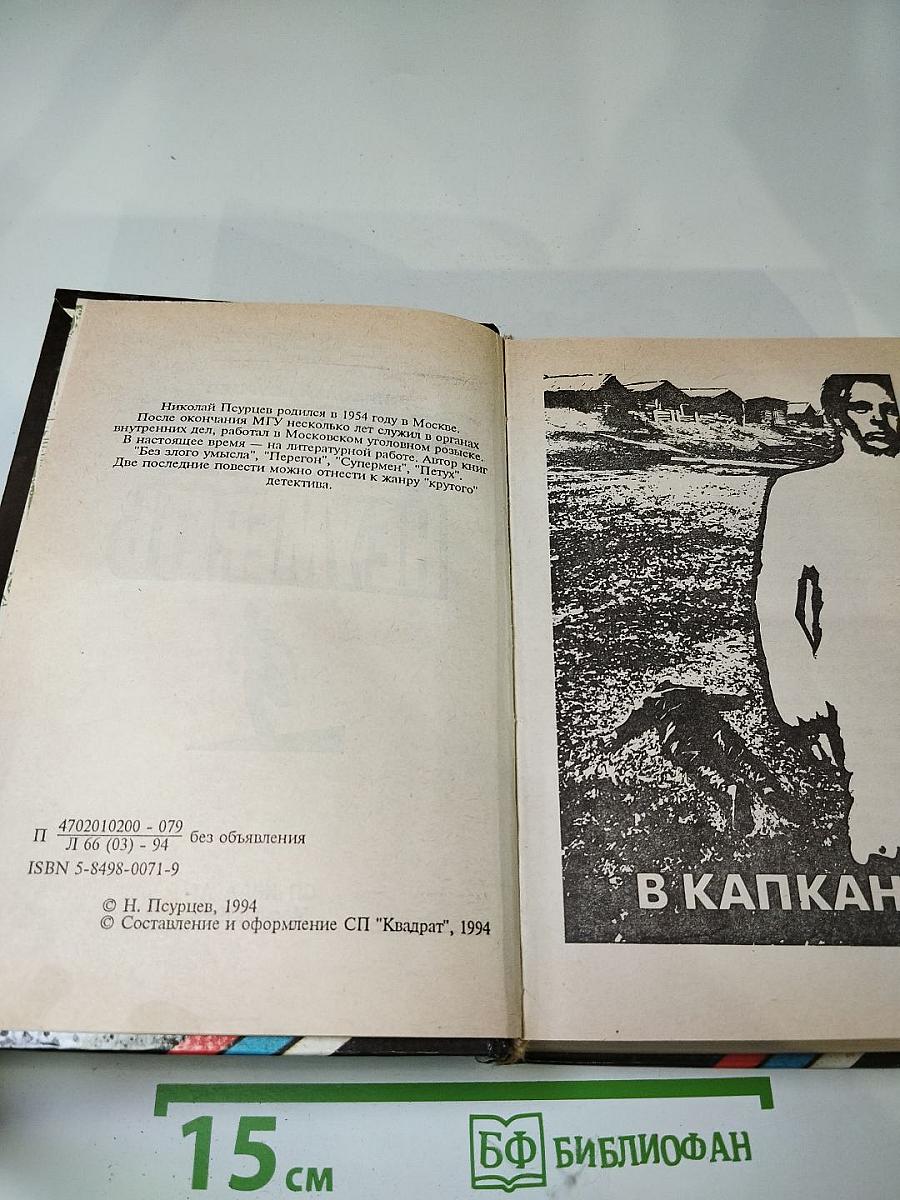 Николай Псурцев родился в 1954 году в Москве.
После окончания МГУ несколько лет служил в органах
внутренних дел, работал в Московском уголовном розыске.
В настоящее время — на литературной работе. Автор книг
"Без злого умысла", "Перегон", "Супермен", "Петух".
Две последние повести можно отнести к жанру "крутого"
детектива.
П 4702010200 - 079
Л 66 (03) - 94 без объявления
ISBN 5-8498-0071-9
© Н. Псурцев, 1994
© Составление и оформление СП "Квадрат", 1994
В КАПКАН
15 см
БФ БИБЛИОФАН